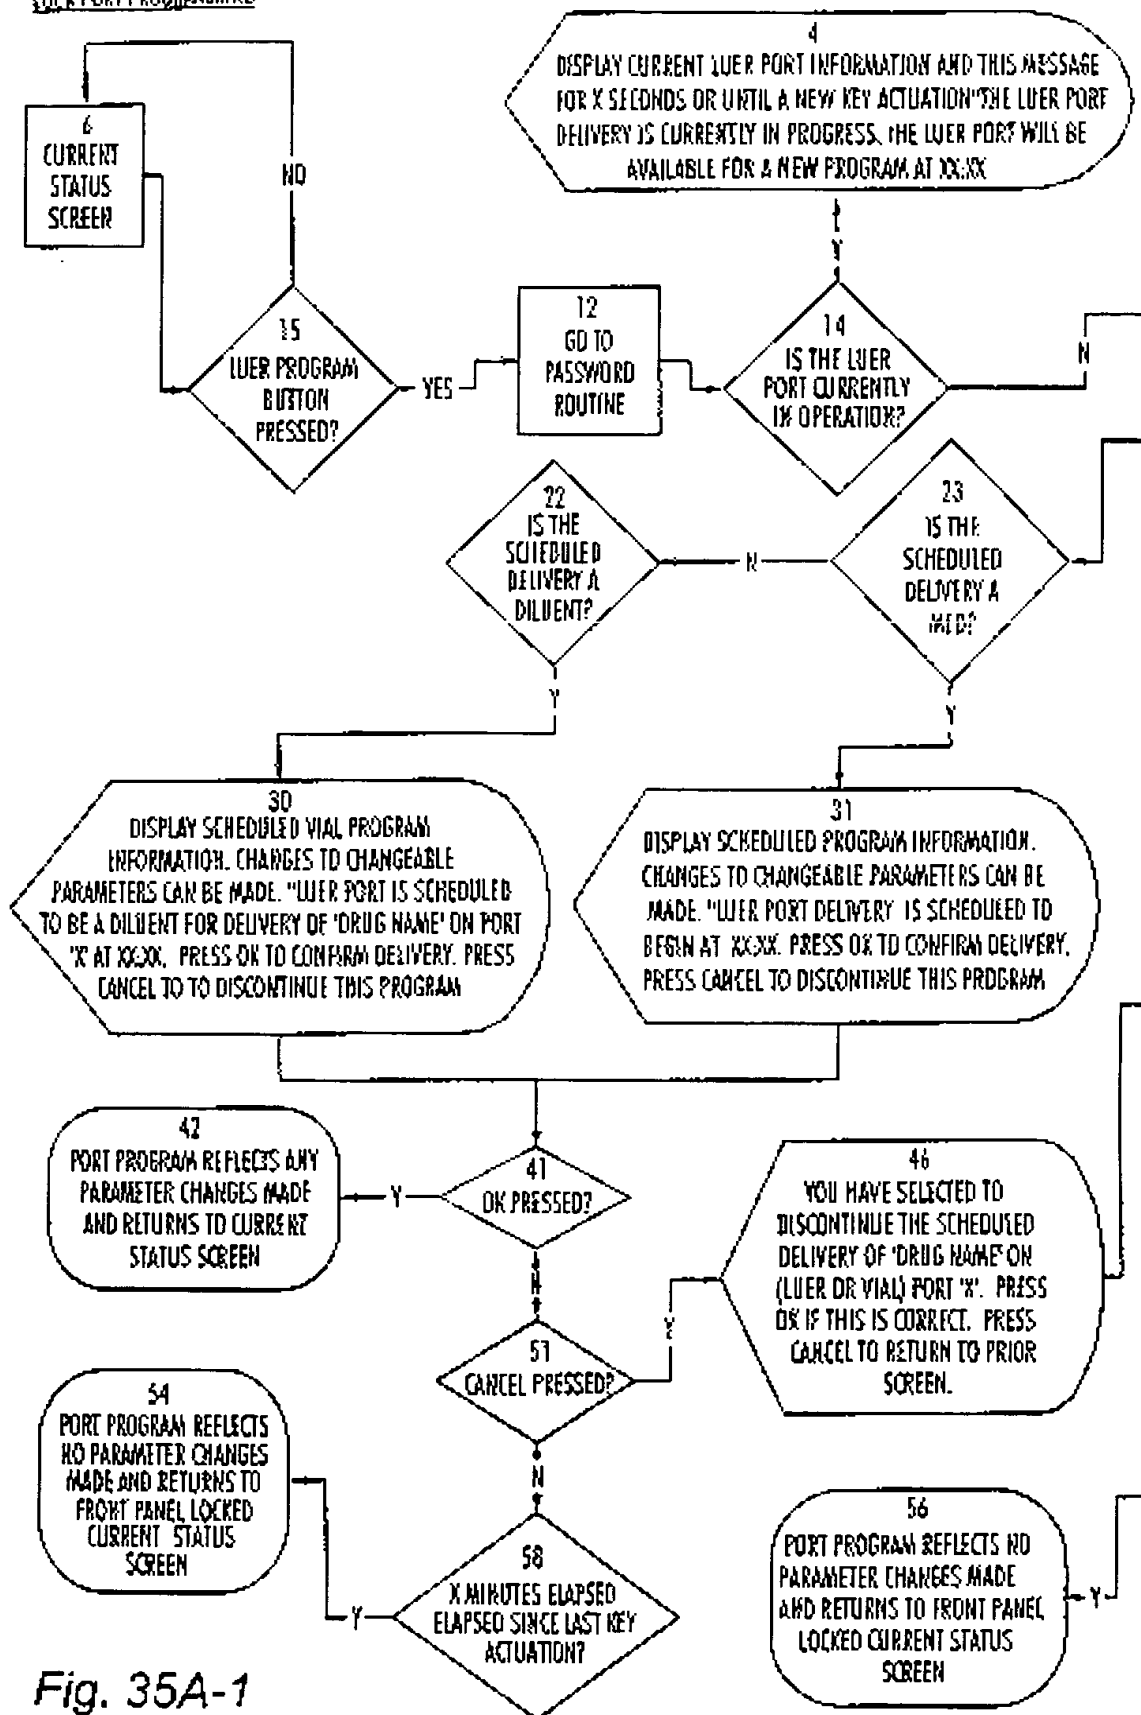 4
DISPLAY CURRENT LUER PORT INFORMATION AND THIS MESSAGE
FOR X SECONDS OR UNTIL A NEW KEY ACTUATION "THE LUER PORT
DELIVERY IS CURRENTLY IN PROGRESS. THE LUER PORT WILL BE
AVAILABLE FOR A NEW PROGRAM AT XX:XX
6
CURRENT
STATUS
SCREEN
NO
Y
15
LUER PROGRAM
BUTTON
PRESSED?
YES
12
GO TO
PASSWORD
ROUTINE
14
IS THE LUER
PORT CURRENTLY
IN OPERATION?
N
22
IS THE
SCHEDULED
DELIVERY A
DILUENT?
N
23
IS THE
SCHEDULED
DELIVERY A
MED?
Y
Y
30
DISPLAY SCHEDULED VIAL PROGRAM
INFORMATION. CHANGES TO CHANGEABLE
PARAMETERS CAN BE MADE. "LUER PORT IS SCHEDULED
TO BE A DILUENT FOR DELIVERY OF 'DRUG NAME' ON PORT
'X' AT XX:XX. PRESS OK TO CONFIRM DELIVERY. PRESS
CANCEL TO TO DISCONTINUE THIS PROGRAM
31
DISPLAY SCHEDULED PROGRAM INFORMATION.
CHANGES TO CHANGEABLE PARAMETERS CAN BE
MADE. "LUER PORT DELIVERY IS SCHEDULED TO
BEGIN AT XX:XX. PRESS OK TO CONFIRM DELIVERY.
PRESS CANCEL TO DISCONTINUE THIS PROGRAM
42
PORT PROGRAM REFLECTS ANY
PARAMETER CHANGES MADE
AND RETURNS TO CURRENT
STATUS SCREEN
Y
41
OK PRESSED?
N
46
YOU HAVE SELECTED TO
DISCONTINUE THE SCHEDULED
DELIVERY OF 'DRUG NAME' ON
(LUER OR VIAL) PORT 'X'. PRESS
OK IF THIS IS CORRECT. PRESS
CANCEL TO RETURN TO PRIOR
SCREEN.
Y
51
CANCEL PRESSED?
N
54
PORT PROGRAM REFLECTS
NO PARAMETER CHANGES
MADE AND RETURNS TO
FRONT PANEL LOCKED
CURRENT STATUS
SCREEN
Y
58
X MINUTES ELAPSED
ELAPSED SINCE LAST KEY
ACTUATION?
56
PORT PROGRAM REFLECTS NO
PARAMETER CHANGES MADE
AND RETURNS TO FRONT PANEL
LOCKED CURRENT STATUS
SCREEN
Y
Fig. 35A-1